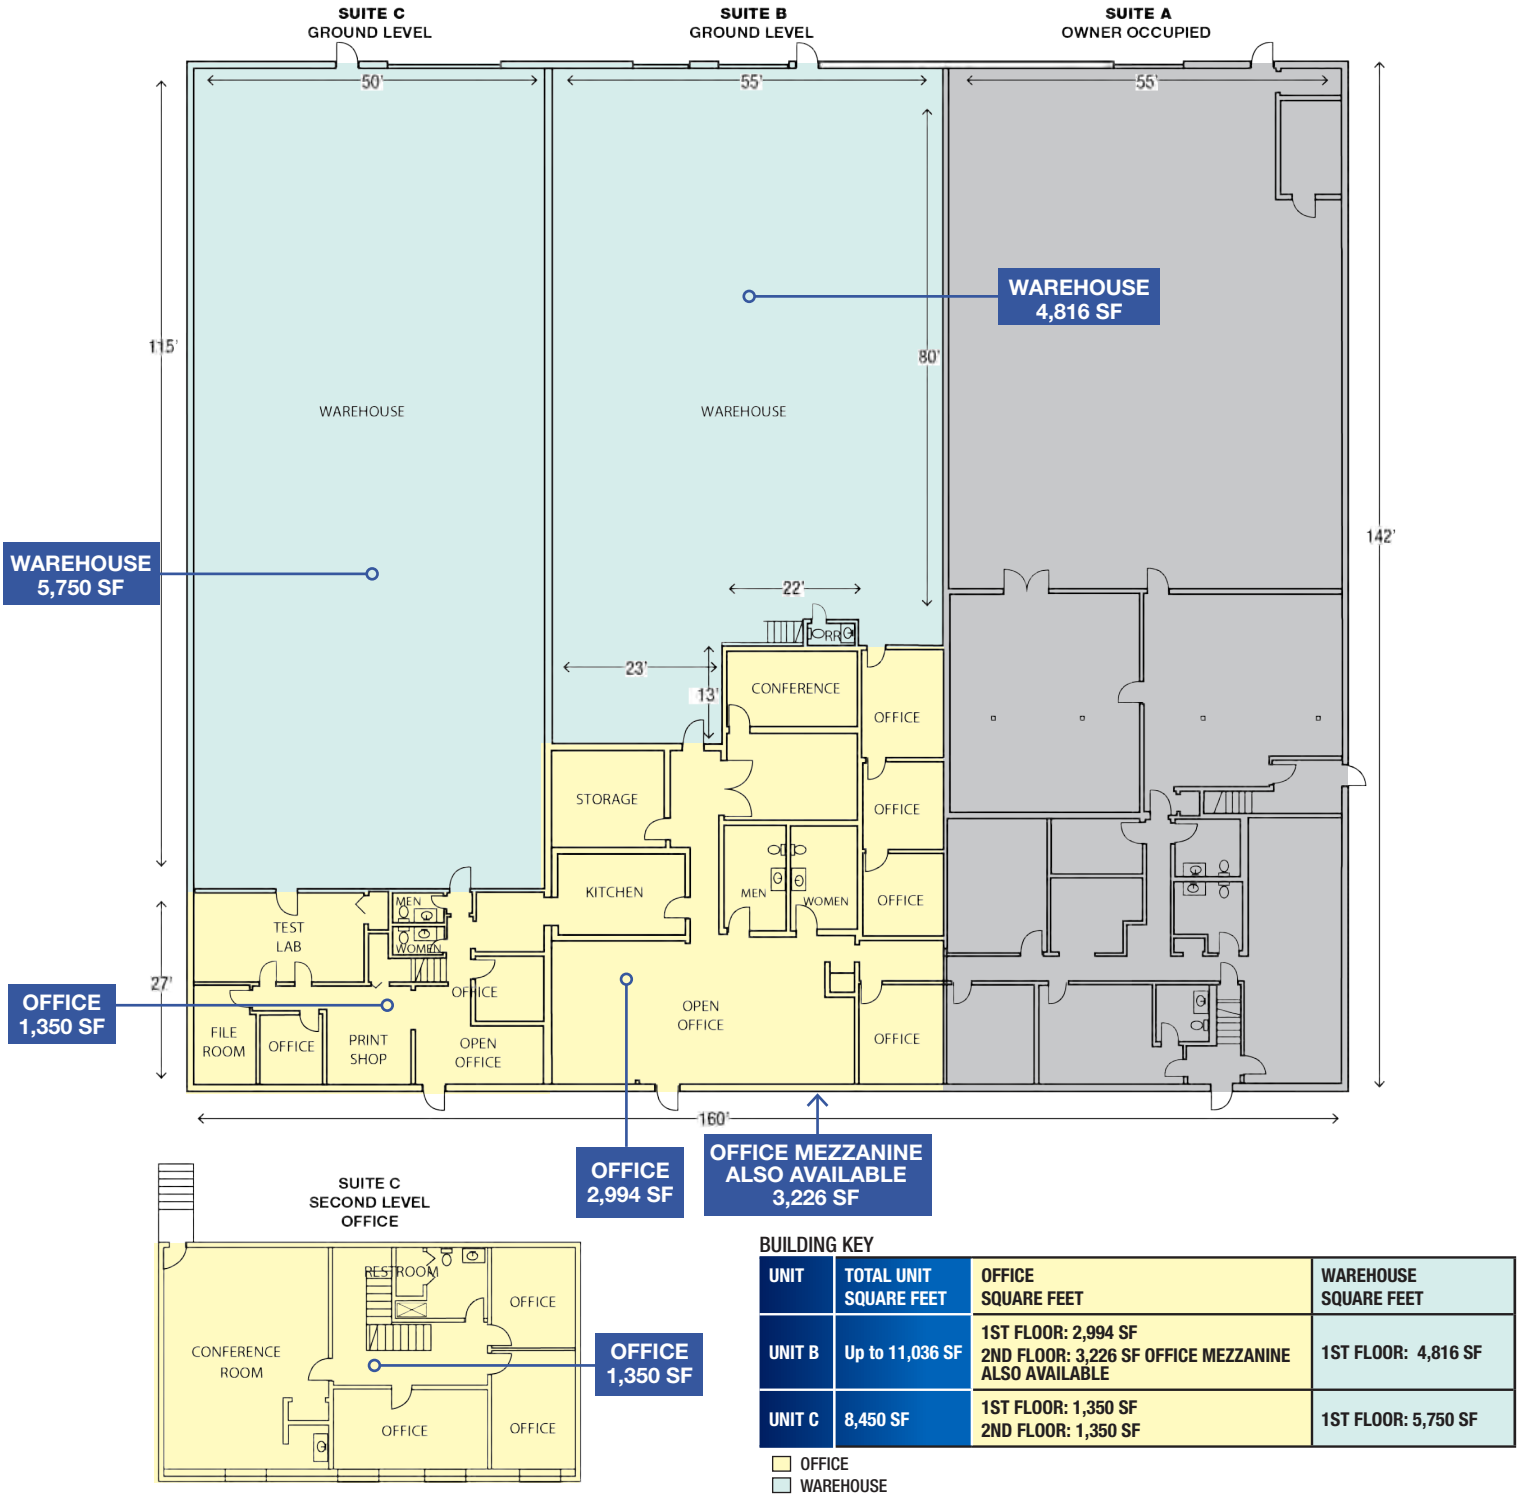 SUITE C
GROUND LEVEL
SUITE B
GROUND LEVEL
SUITE A
OWNER OCCUPIED
50'
55'
55'
115'
80'
142'
WAREHOUSE
4,816 SF
WAREHOUSE
WAREHOUSE
WAREHOUSE
5,750 SF
22'
RR
23'
13'
CONFERENCE
OFFICE
STORAGE
OFFICE
KITCHEN
MEN
WOMEN
OFFICE
MEN
WOMEN
TEST
LAB
27'
OFFICE
1,350 SF
OFFICE
OPEN
OFFICE
FILE
ROOM
OFFICE
PRINT
SHOP
OPEN
OFFICE
OFFICE
160'
OFFICE
2,994 SF
OFFICE MEZZANINE
ALSO AVAILABLE
3,226 SF
SUITE C
SECOND LEVEL
OFFICE
RESTROOM
OFFICE
CONFERENCE
ROOM
OFFICE
1,350 SF
OFFICE
OFFICE
BUILDING KEY
UNIT
TOTAL UNIT
SQUARE FEET
OFFICE
SQUARE FEET
WAREHOUSE
SQUARE FEET
UNIT B
Up to 11,036 SF
1ST FLOOR: 2,994 SF
2ND FLOOR: 3,226 SF OFFICE MEZZANINE
ALSO AVAILABLE
1ST FLOOR: 4,816 SF
UNIT C
8,450 SF
1ST FLOOR: 1,350 SF
2ND FLOOR: 1,350 SF
1ST FLOOR: 5,750 SF
OFFICE
WAREHOUSE